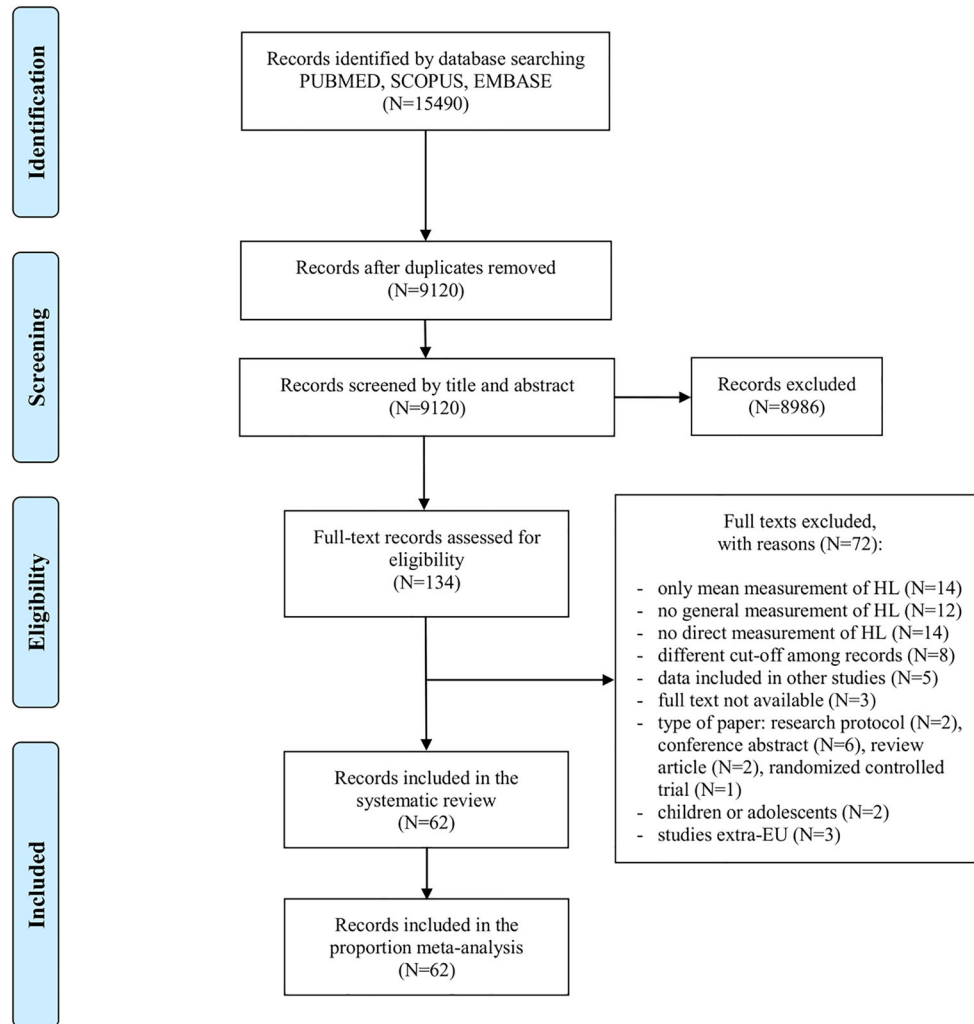 Identification
Records identified by database searching
PUBMED, SCOPUS, EMBASE
(N=15490)
Screening
Records after duplicates removed
(N=9120)
Records screened by title and abstract
(N=9120)
Records excluded
(N=8986)
Eligibility
Full-text records assessed for
eligibility
(N=134)
Full texts excluded,
with reasons (N=72):
- only mean measurement of HL (N=14)
- no general measurement of HL (N=12)
- no direct measurement of HL (N=14)
- different cut-off among records (N=8)
- data included in other studies (N=5)
- full text not available (N=3)
- type of paper: research protocol (N=2),
conference abstract (N=6), review
article (N=2), randomized controlled
trial (N=1)
- children or adolescents (N=2)
- studies extra-EU (N=3)
Included
Records included in the
systematic review
(N=62)
Records included in the
proportion meta-analysis
(N=62)